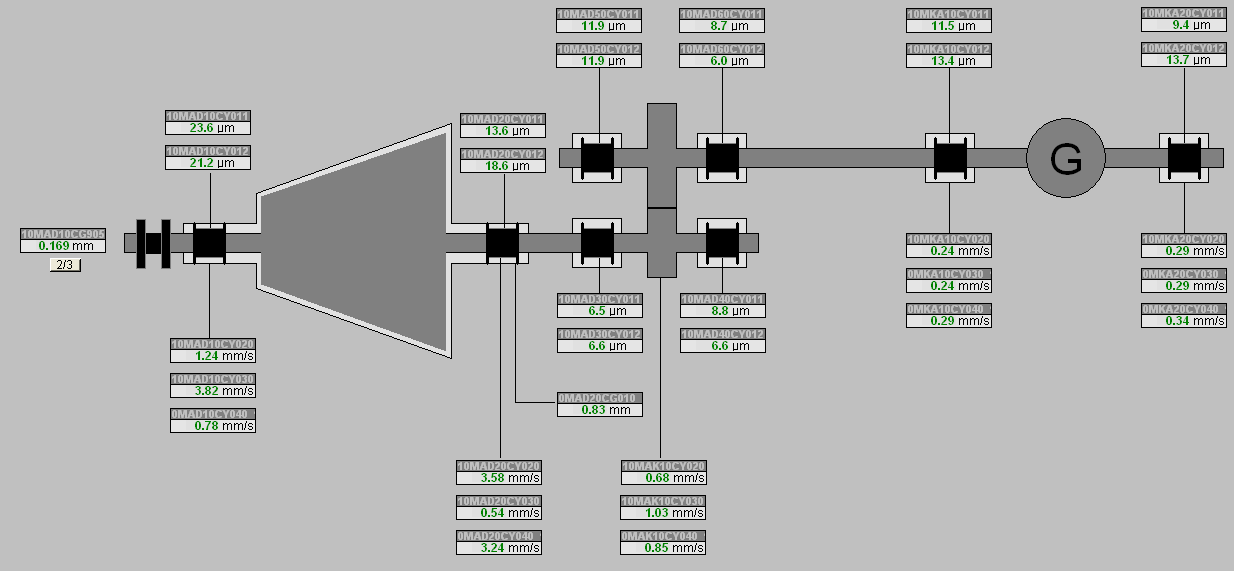 10MAD50CY011
11.9 µm
10MAD60CY011
8.7 µm
10MKA10CY011
11.5 µm
10MKA20CY011
9.4 µm
10MAD50CY012
11.9 µm
10MAD60CY012
6.0 µm
10MKA10CY012
13.4 µm
10MKA20CY012
13.7 µm
10MAD10CY011
23.6 µm
10MAD20CY011
13.6 µm
10MAD10CY012
21.2 µm
10MAD20CY012
18.6 µm
G
10MAD10CG905
0.169 mm
2/3
10MKA10CY020
0.24 mm/s
10MKA20CY020
0.29 mm/s
0MKA10CY030
0.24 mm/s
0MKA20CY030
0.29 mm/s
10MAD30CY011
6.5 µm
10MAD40CY011
8.8 µm
0MKA10CY040
0.29 mm/s
0MKA20CY040
0.34 mm/s
10MAD30CY012
6.6 µm
10MAD40CY012
6.6 µm
10MAD10CY020
1.24 mm/s
10MAD10CY030
3.82 mm/s
0MAD10CY040
0.78 mm/s
0MAD20CG010
0.83 mm
10MAD20CY020
3.58 mm/s
10MAK10CY020
0.68 mm/s
10MAD20CY030
0.54 mm/s
10MAK10CY030
1.03 mm/s
0MAD20CY040
3.24 mm/s
0MAK10CY040
0.85 mm/s